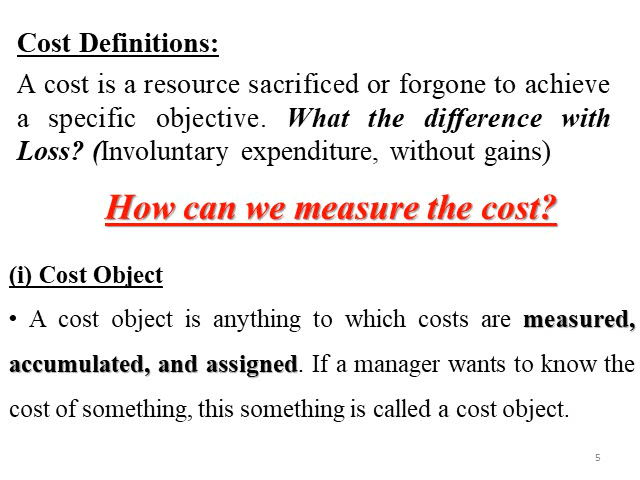 Cost Definitions:
A cost is a resource sacrificed or forgone to achieve
a specific objective. What the difference with
Loss? (Involuntary expenditure, without gains)
How can we measure the cost?
(i) Cost Object
• A cost object is anything to which costs are measured,
accumulated, and assigned. If a manager wants to know the
cost of something, this something is called a cost object.
5